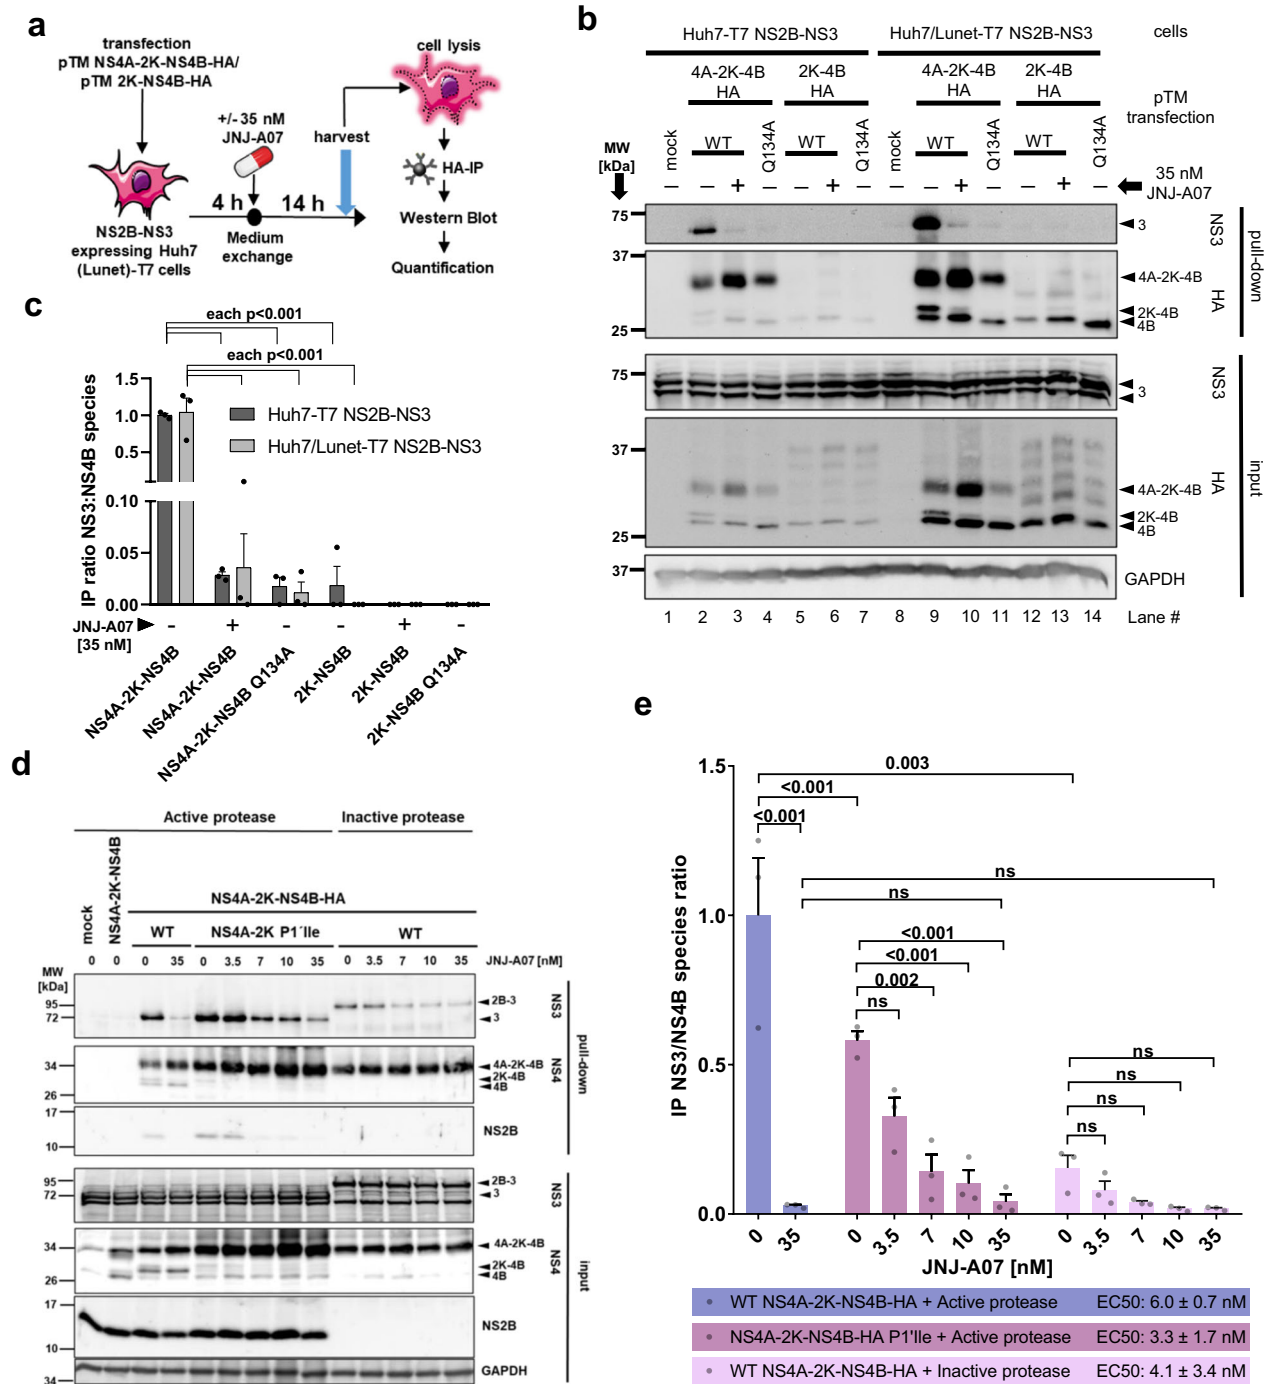 a
transfection
pTM NS4A-2K-NS4B-HA/
pTM 2K-NS4B-HA
+/- 35 nM
JNJ-A07
harvest
cell lysis
HA-IP
4 h
14 h
Western Blot
NS2B-NS3
expressing Huh7
(Lunet)-T7 cells
Medium
exchange
Quantification
b
Huh7-T7 NS2B-NS3
Huh7/Lunet-T7 NS2B-NS3
cells
4A-2K-4B
HA
2K-4B
HA
4A-2K-4B
HA
2K-4B
HA
pTM
transfection
MW
[kDa]
mock
WT
Q134A
WT
Q134A
mock
WT
Q134A
WT
Q134A
– – + – – + – – – + – – + –
35 nM
JNJ-A07
75
3
NS3
37
4A-2K-4B
2K-4B
4B
25
HA
pull-down
75
3
NS3
37
4A-2K-4B
2K-4B
4B
25
HA
input
37
GAPDH
1 2 3 4 5 6 7 8 9 10 11 12 13 14
Lane #
c
each p<0.001
each p<0.001
IP ratio NS3:NS4B species
1.5
1.0
0.5
0.10
0.05
0.00
Huh7-T7 NS2B-NS3
Huh7/Lunet-T7 NS2B-NS3
JNJ-A07
[35 nM]
– + – – + –
NS4A-2K-NS4B
NS4A-2K-NS4B
NS4A-2K-NS4B Q134A
2K-NS4B
2K-NS4B
2K-NS4B Q134A
d
Active protease
Inactive protease
mock
NS4A-2K-NS4B
NS4A-2K-NS4B-HA
WT
NS4A-2K P1´Ile
WT
0 0 0 35 0 3.5 7 10 35 0 3.5 7 10 35
JNJ-A07 [nM]
MW
[kDa]
95
72
2B-3
3
NS3
34
26
4A-2K-4B
2K-4B
4B
NS4
17
10
NS2B
pull-down
95
72
2B-3
3
NS3
34
26
4A-2K-4B
2K-4B
4B
NS4
17
10
NS2B
input
34
GAPDH
e
IP NS3/NS4B species ratio
1.5
1.0
0.5
0.0
0.003
<0.001
<0.001
ns
ns
<0.001
<0.001
0.002
ns
ns
ns
ns
ns
0 35 0 3.5 7 10 35 0 3.5 7 10 35
JNJ-A07 [nM]
WT NS4A-2K-NS4B-HA + Active protease EC50: 6.0 ± 0.7 nM
NS4A-2K-NS4B-HA P1'Ile + Active protease EC50: 3.3 ± 1.7 nM
WT NS4A-2K-NS4B-HA + Inactive protease EC50: 4.1 ± 3.4 nM